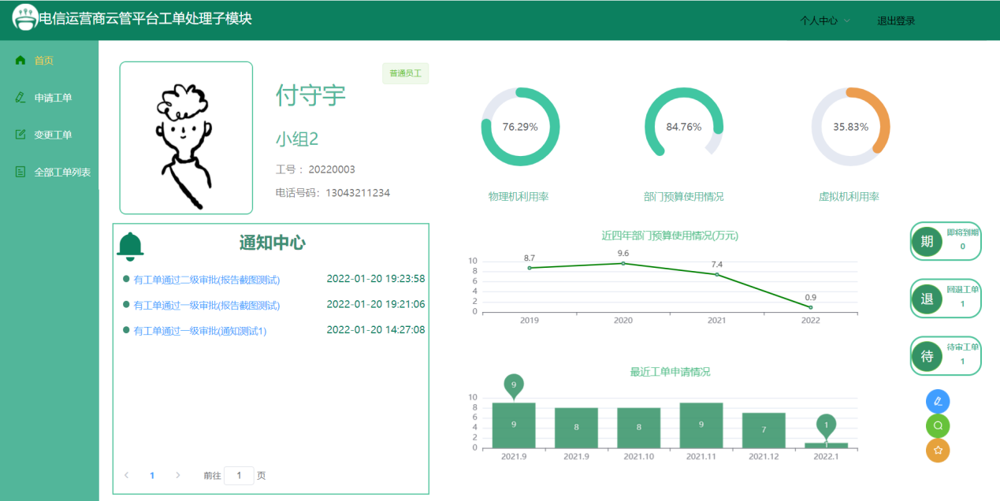 电信运营商云管平台工单处理子模块
个人中心
退出登录
首页
申请工单
变更工单
全部工单列表
普通员工
付守宇
小组2
工号： 20220003
电话号码：13043211234
76.29%
84.76%
35.83%
物理机利用率
部门预算使用情况
虚拟机利用率
通知中心
有工单通过二级审批(报告截图测试) 2022-01-20 19:23:58
有工单通过一级审批(报告截图测试) 2022-01-20 19:21:06
有工单通过一级审批(通知测试1) 2022-01-20 14:27:08
1
前往 1 页
近四年部门预算使用情况(万元)
10
8
6
4
2
0
8.7
9.6
7.4
0.9
2019 2020 2021 2022
最近工单申请情况
10
8
6
4
2
0
9
1
9 8 8 9 7 1
2021.9 2021.9 2021.10 2021.11 2021.12 2022.1
期
即将到期
0
退
回退工单
1
待
待审工单
1